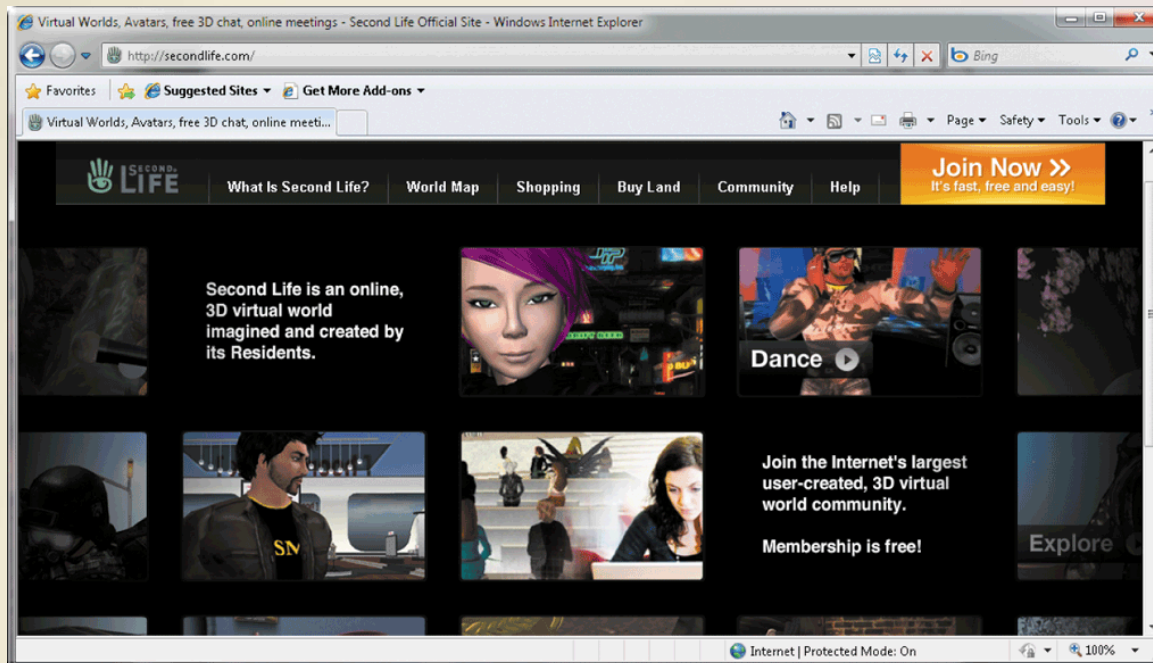 Virtual Worlds, Avatars, free 3D chat, online meetings - Second Life Official Site - Windows Internet Explorer
http://secondlife.com/
Bing
Favorites Suggested Sites Get More Add-ons
Virtual Worlds, Avatars, free 3D chat, online meeti...
Page Safety Tools
SECOND
LIFE
What Is Second Life? World Map Shopping Buy Land Community Help
Join Now >>
It's fast, free and easy!
Second Life is an online,
3D virtual world
imagined and created by
its Residents.
Dance
SM
Join the Internet's largest
user-created, 3D virtual
world community.
Membership is free!
Explore
Internet | Protected Mode: On
100%